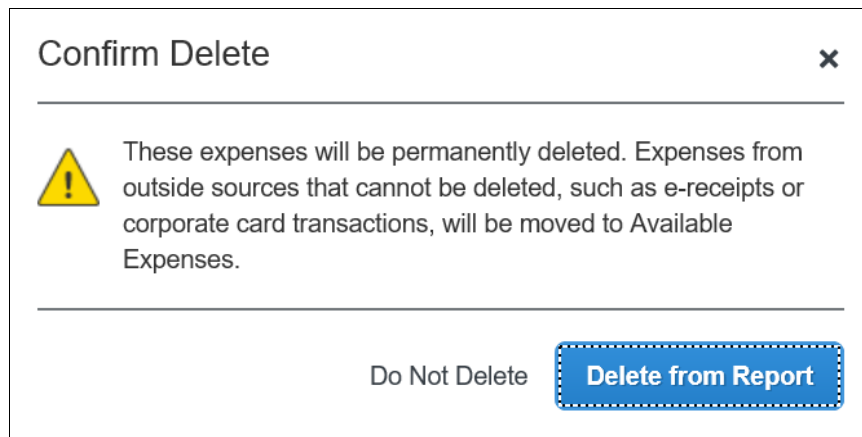 Confirm Delete
These expenses will be permanently deleted. Expenses from
outside sources that cannot be deleted, such as e-receipts or
corporate card transactions, will be moved to Available
Expenses.
Do Not Delete
Delete from Report